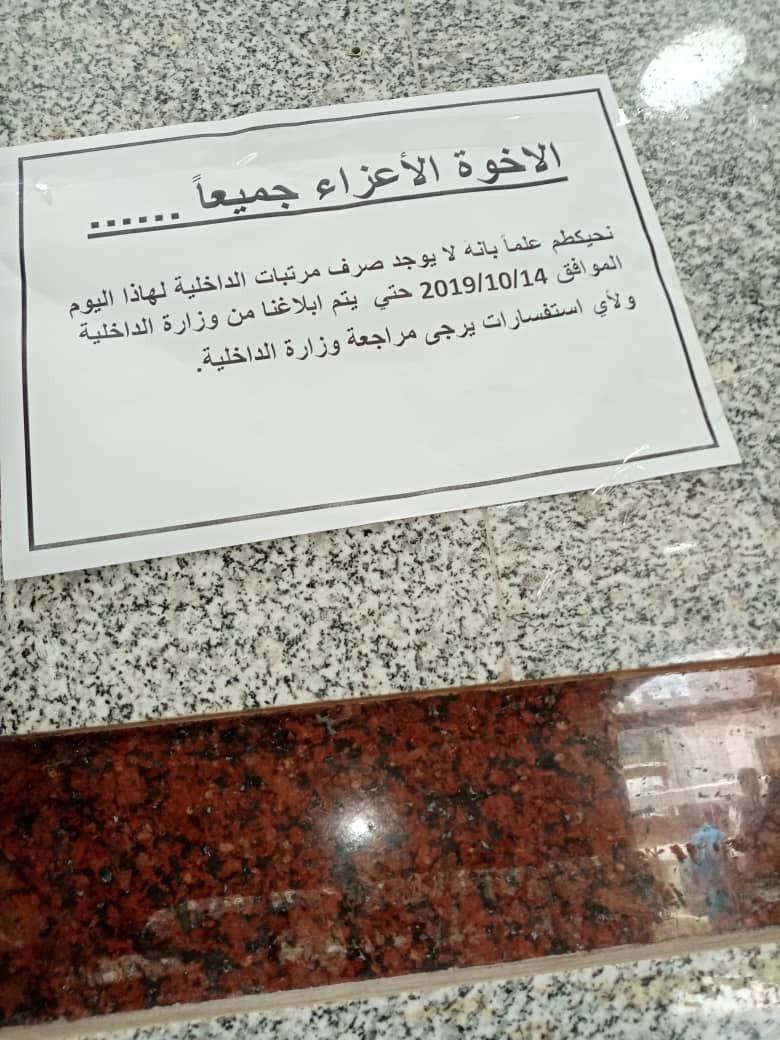 الاخوة الأعزاء جميعاً ......
نحيكطم علماً بانه لا يوجد صرف مرتبات الداخلية لهاذا اليوم
الموافق 2019/10/14 حتي يتم ابلاغنا من وزارة الداخلية
ولأي استفسارات يرجى مراجعة وزارة الداخلية.